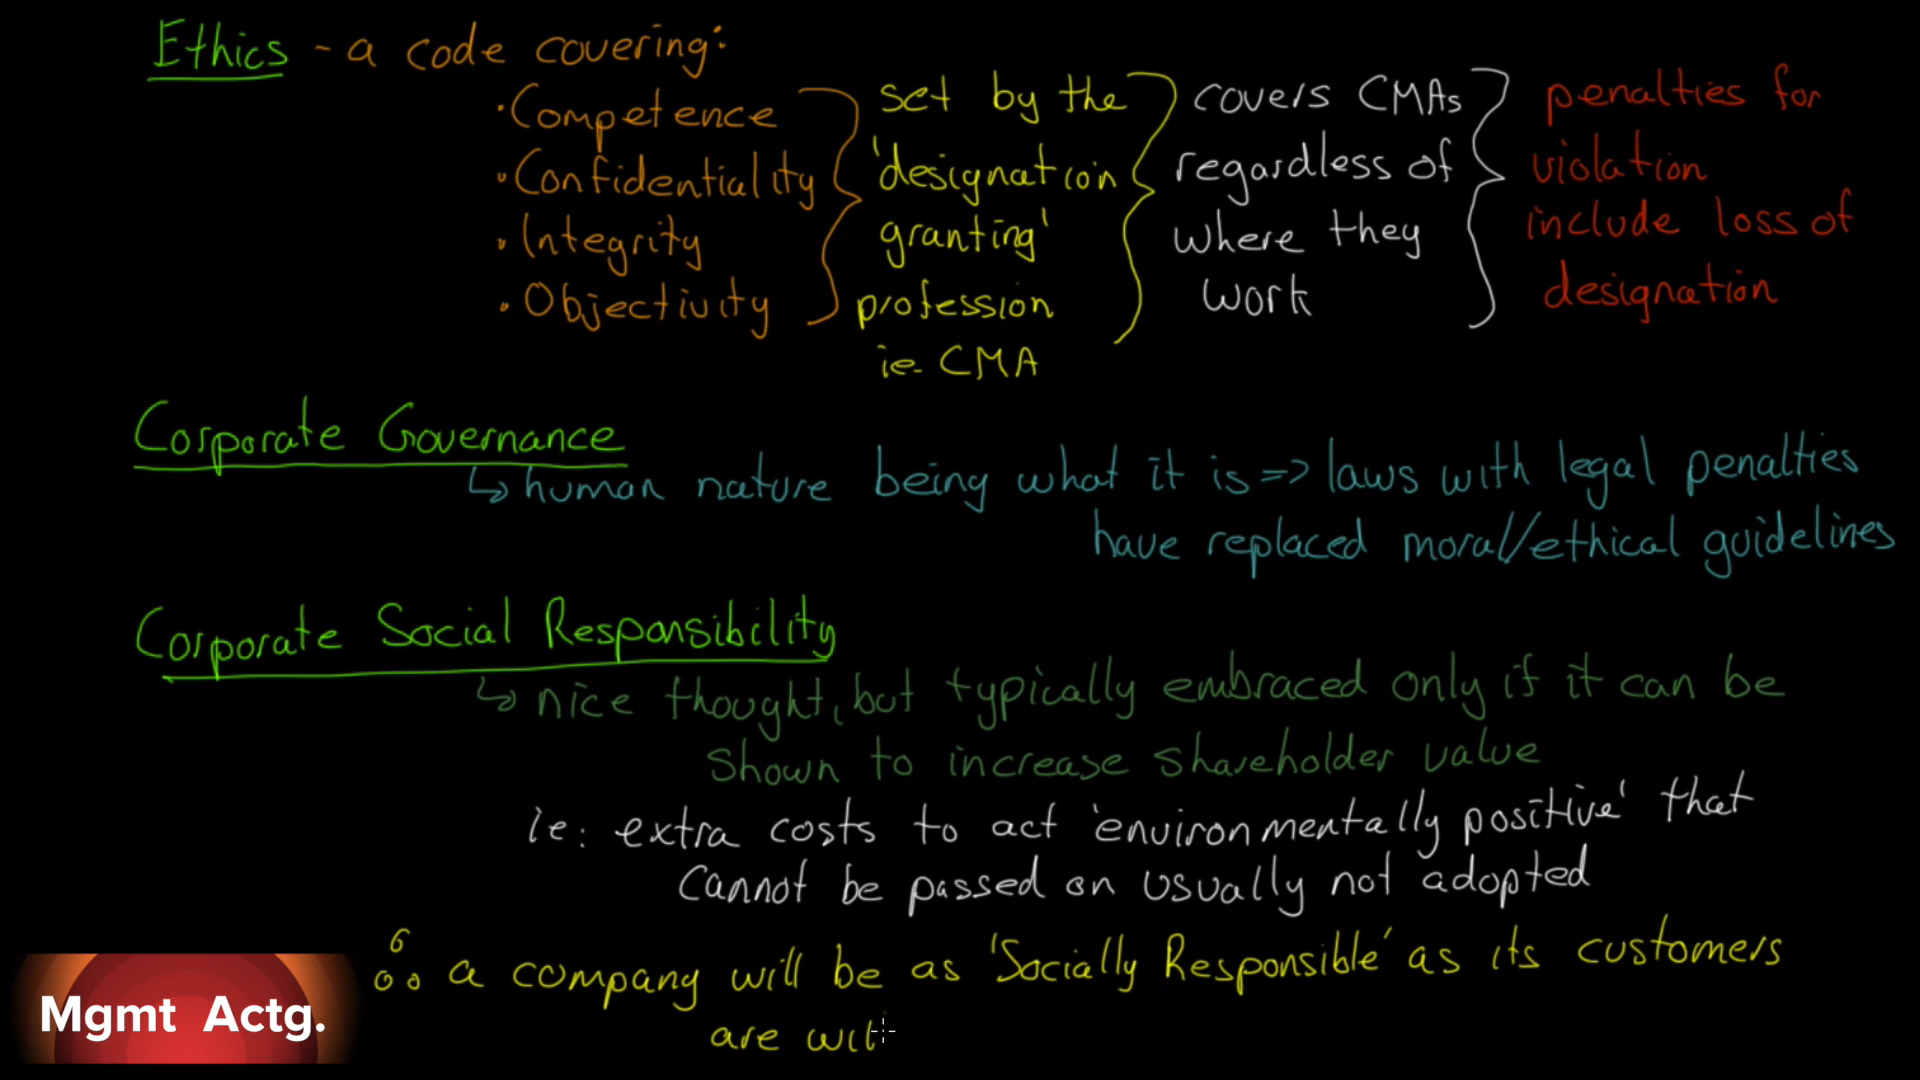 Ethics - a code covering:
• Competence
• Confidentiality
• Integrity
• Objectivity
set by the
'designation
granting'
profession
ie. CMA
covers CMAs
regardless of
where they
work
penalties for
violation
include loss of
designation
Corporate Governance
↳ human nature being what it is => laws with legal penalties
have replaced moral/ethical guidelines
Corporate Social Responsibility
↳ nice thought, but typically embraced only if it can be
shown to increase shareholder value
ie: extra costs to act 'environmentally positive' that
cannot be passed on usually not adopted
∴ a company will be as 'Socially Responsible' as its customers
are wil
Mgmt Actg.